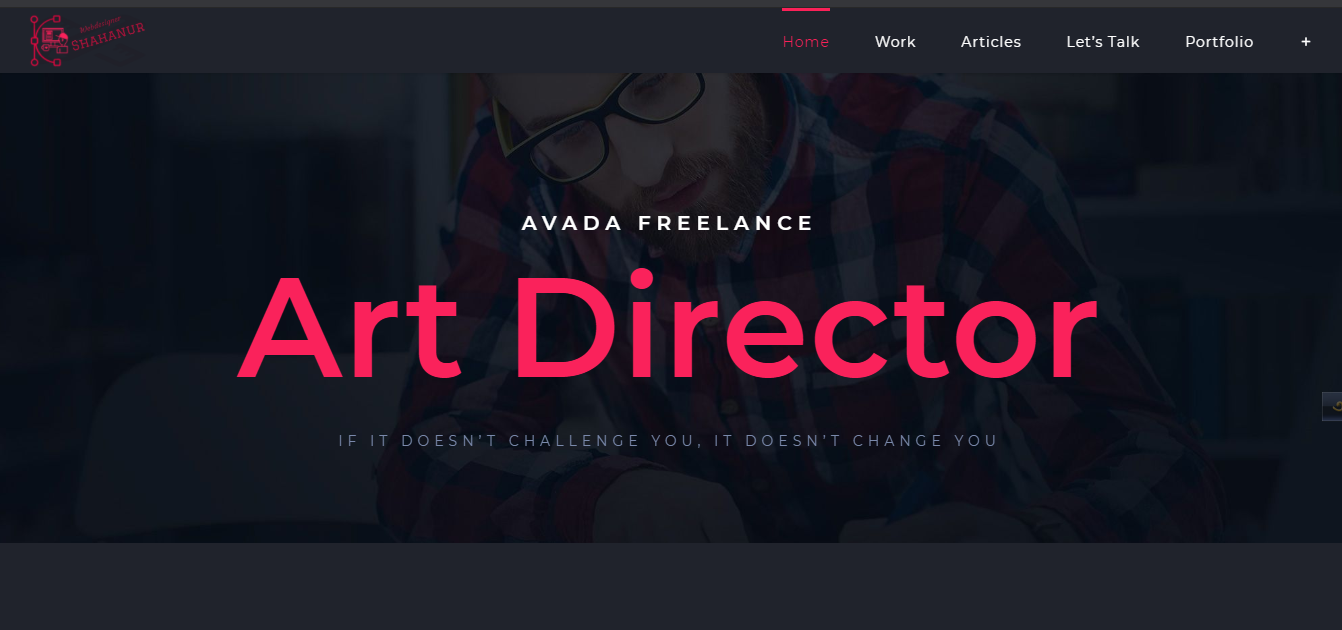 Webdesigner
SHAHANUR
Home Work Articles Let's Talk Portfolio +
AVADA FREELANCE
Art Director
IF IT DOESN'T CHALLENGE YOU, IT DOESN'T CHANGE YOU